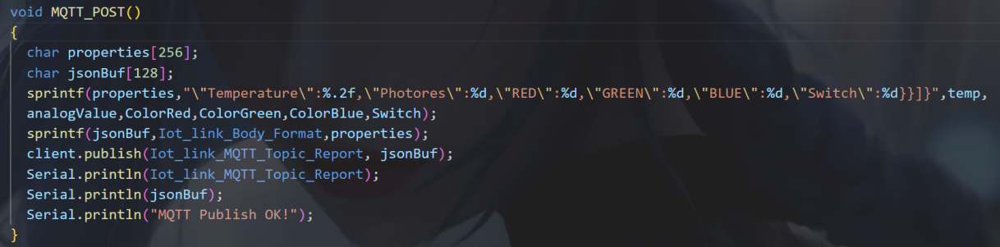 void MQTT_POST()
{
char properties[256];
char jsonBuf[128];
sprintf(properties,"\"Temperature\":%.2f,\"Photores\":%d,\"RED\":%d,\"GREEN\":%d,\"BLUE\":%d,\"Switch\":%d}}]}",temp,
analogValue,ColorRed,ColorGreen,ColorBlue,Switch);
sprintf(jsonBuf,Iot_link_Body_Format,properties);
client.publish(Iot_link_MQTT_Topic_Report, jsonBuf);
Serial.println(Iot_link_MQTT_Topic_Report);
Serial.println(jsonBuf);
Serial.println("MQTT Publish OK!");
}